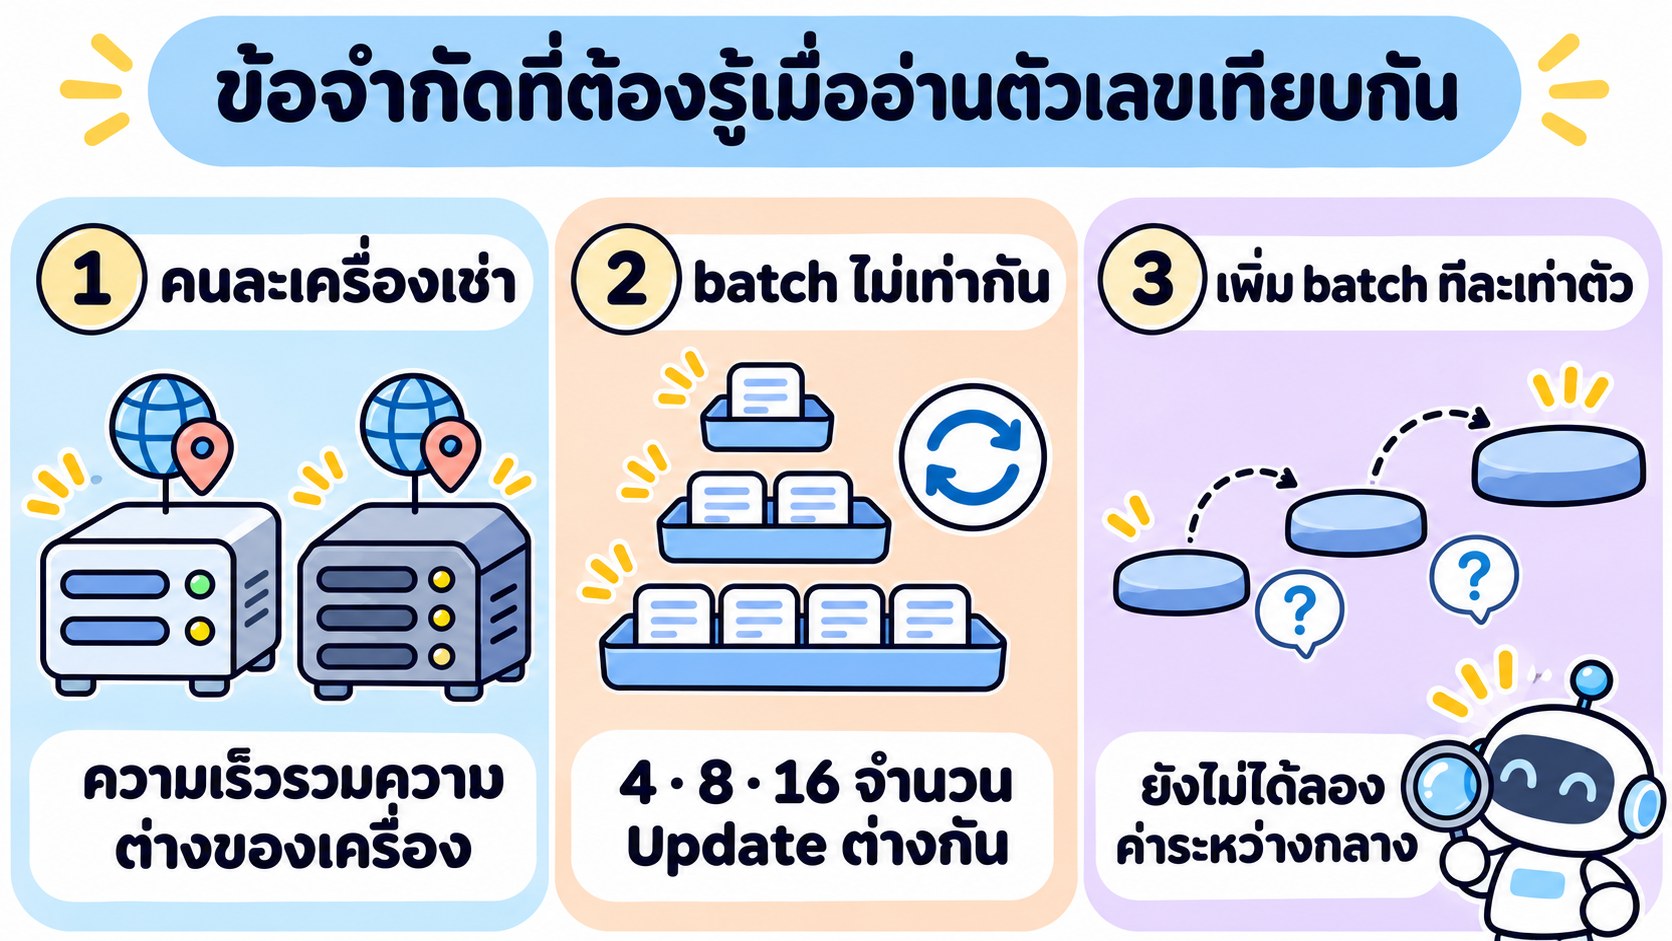 ข้อจำกัดที่ต้องรู้เมื่ออ่านตัวเลขเทียบกัน
1 คนละเครื่องเช่า
ความเร็วรวมความ
ต่างของเครื่อง
2 batch ไม่เท่ากัน
4 · 8 · 16 จำนวน
Update ต่างกัน
3 เพิ่ม batch ทีละเท่าตัว
?
?
ยังไม่ได้ลอง
ค่าระหว่างกลาง